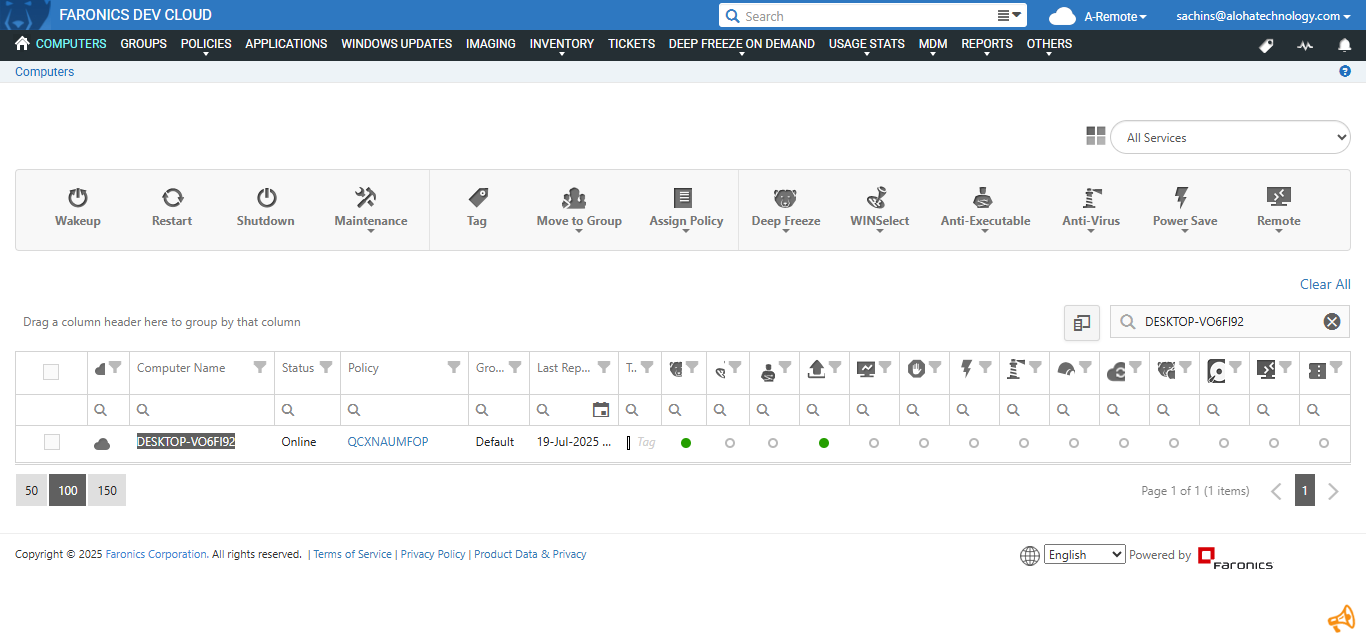 FARONICS DEV CLOUD
Search
A-Remote
sachins@alohatechnology.com
COMPUTERS GROUPS POLICIES APPLICATIONS WINDOWS UPDATES IMAGING INVENTORY TICKETS DEEP FREEZE ON DEMAND USAGE STATS MDM REPORTS OTHERS
Computers ?
All Services
Wakeup Restart Shutdown Maintenance Tag Move to Group Assign Policy Deep Freeze WINSelect Anti-Executable Anti-Virus Power Save Remote
Clear All
Drag a column header here to group by that column
DESKTOP-VO6FI92
Computer Name Status Policy Gro... Last Rep... T..
DESKTOP-VO6FI92 Online QCXNAUMFOP Default 19-Jul-2025 ... Tag
50 100 150
Page 1 of 1 (1 items) 1
Copyright © 2025 Faronics Corporation. All rights reserved. | Terms of Service | Privacy Policy | Product Data & Privacy
English Powered by Faronics